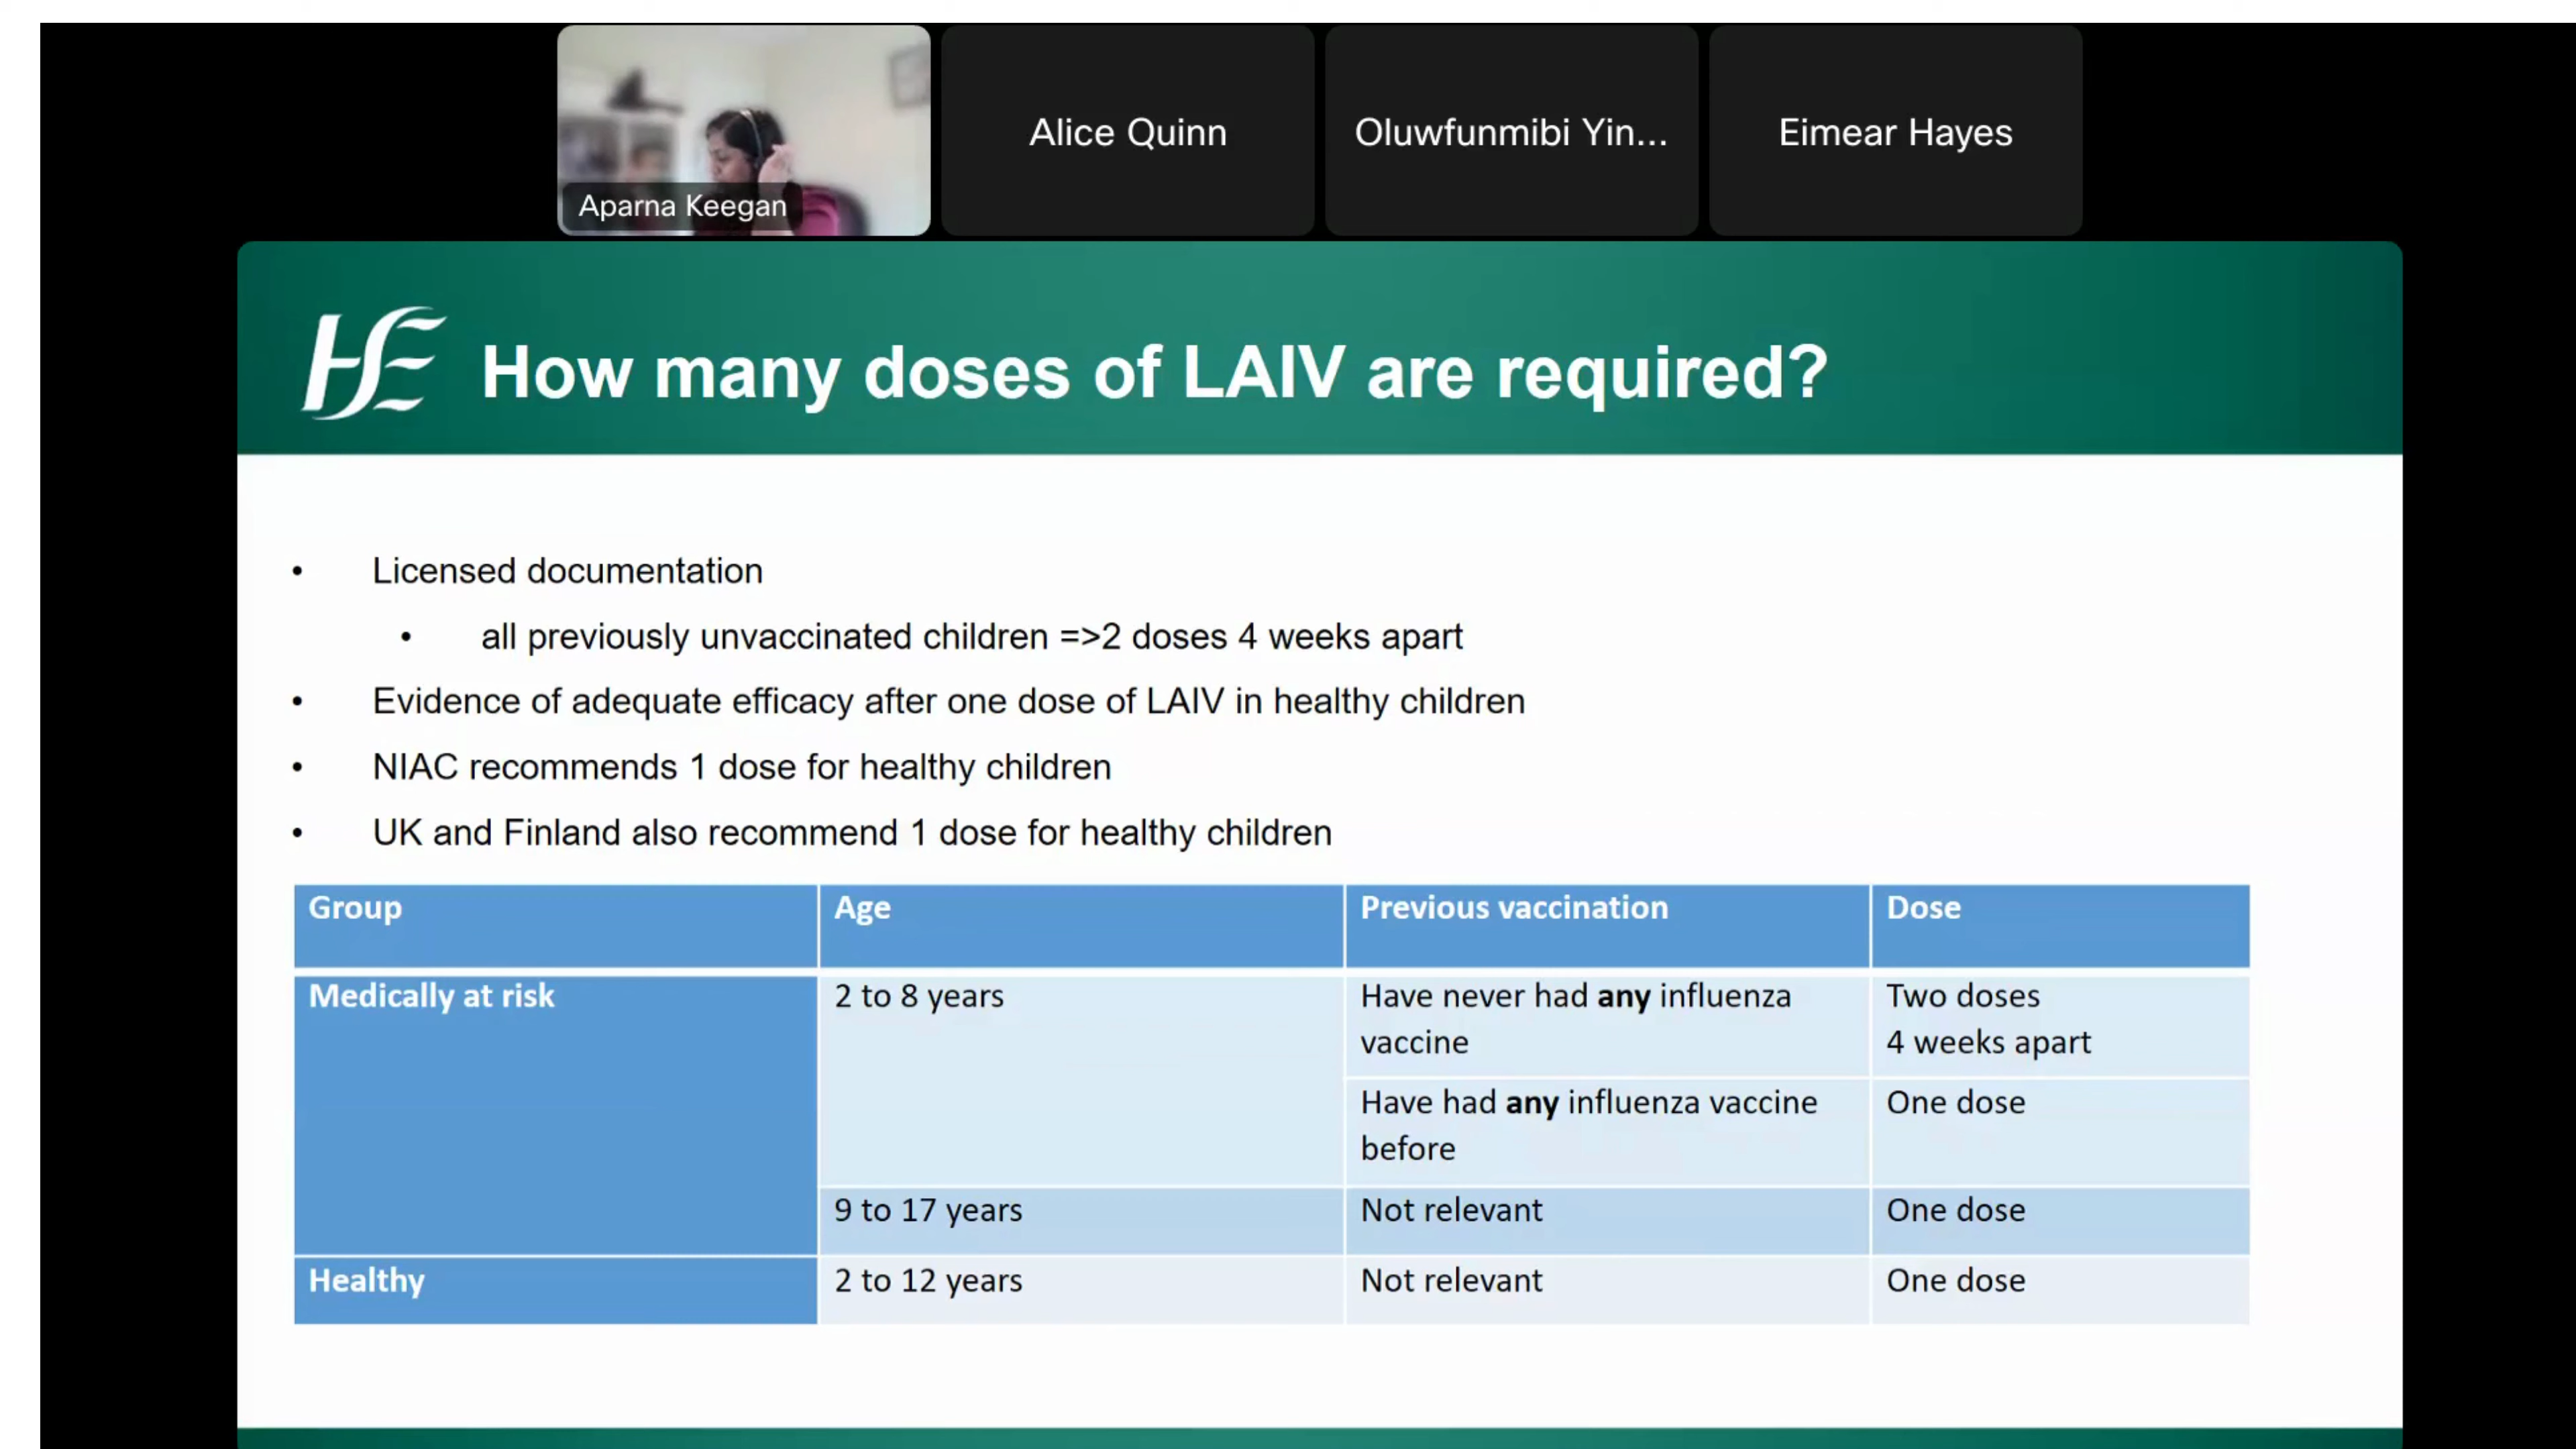 Aparna Keegan
Alice Quinn
Oluwfunmibi Yin...
Eimear Hayes
HSE
How many doses of LAIV are required?
• Licensed documentation
• all previously unvaccinated children =>2 doses 4 weeks apart
• Evidence of adequate efficacy after one dose of LAIV in healthy children
• NIAC recommends 1 dose for healthy children
• UK and Finland also recommend 1 dose for healthy children
Group
Age
Previous vaccination
Dose
Medically at risk
2 to 8 years
Have never had any influenza
vaccine
Two doses
4 weeks apart
Have had any influenza vaccine
before
One dose
9 to 17 years
Not relevant
One dose
Healthy
2 to 12 years
Not relevant
One dose